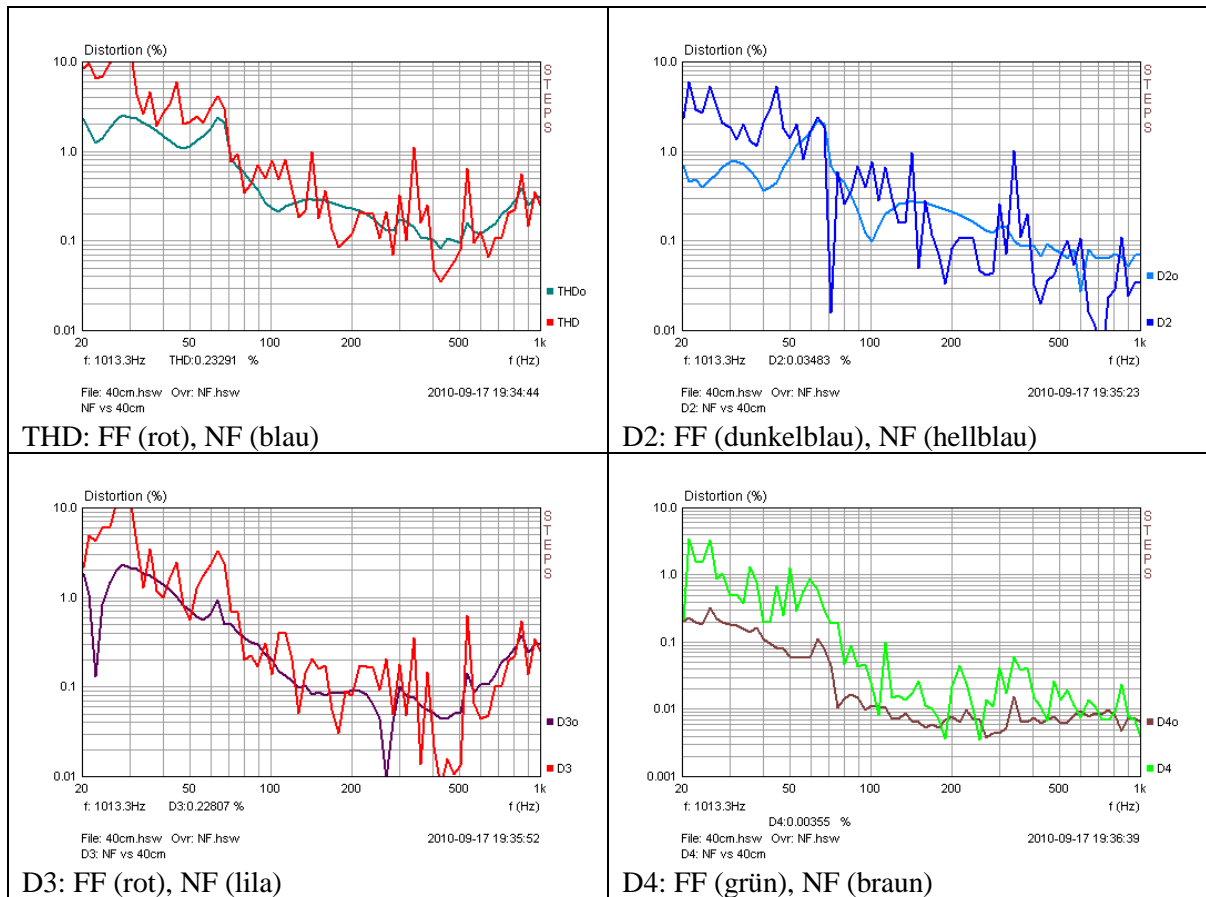 Distortion (%)
10.0
1.0
0.1
0.01
20
50
100
200
500
1k
STEPS
THDo
THD
f: 1013.3Hz THD:0.23291 % f (Hz)
File: 40cm.hsw Ovr: NF.hsw 2010-09-17 19:34:44
NF vs 40cm
THD: FF (rot), NF (blau)
Distortion (%)
10.0
1.0
0.1
0.01
20
50
100
200
500
1k
STEPS
D2o
D2
f: 1013.3Hz D2:0.03483 % f (Hz)
File: 40cm.hsw Ovr: NF.hsw 2010-09-17 19:35:23
D2: NF vs 40cm
D2: FF (dunkelblau), NF (hellblau)
Distortion (%)
10.0
1.0
0.1
0.01
20
50
100
200
500
1k
STEPS
D3o
D3
f: 1013.3Hz D3:0.22807 % f (Hz)
File: 40cm.hsw Ovr: NF.hsw 2010-09-17 19:35:52
D3: NF vs 40cm
D3: FF (rot), NF (lila)
Distortion (%)
10.0
1.0
0.1
0.01
0.001
20
50
100
200
500
1k
STEPS
D4o
D4
f: 1013.3Hz f (Hz)
D4:0.00355 %
File: 40cm.hsw Ovr: NF.hsw 2010-09-17 19:36:39
D4: NF vs 40cm
D4: FF (grün), NF (braun)